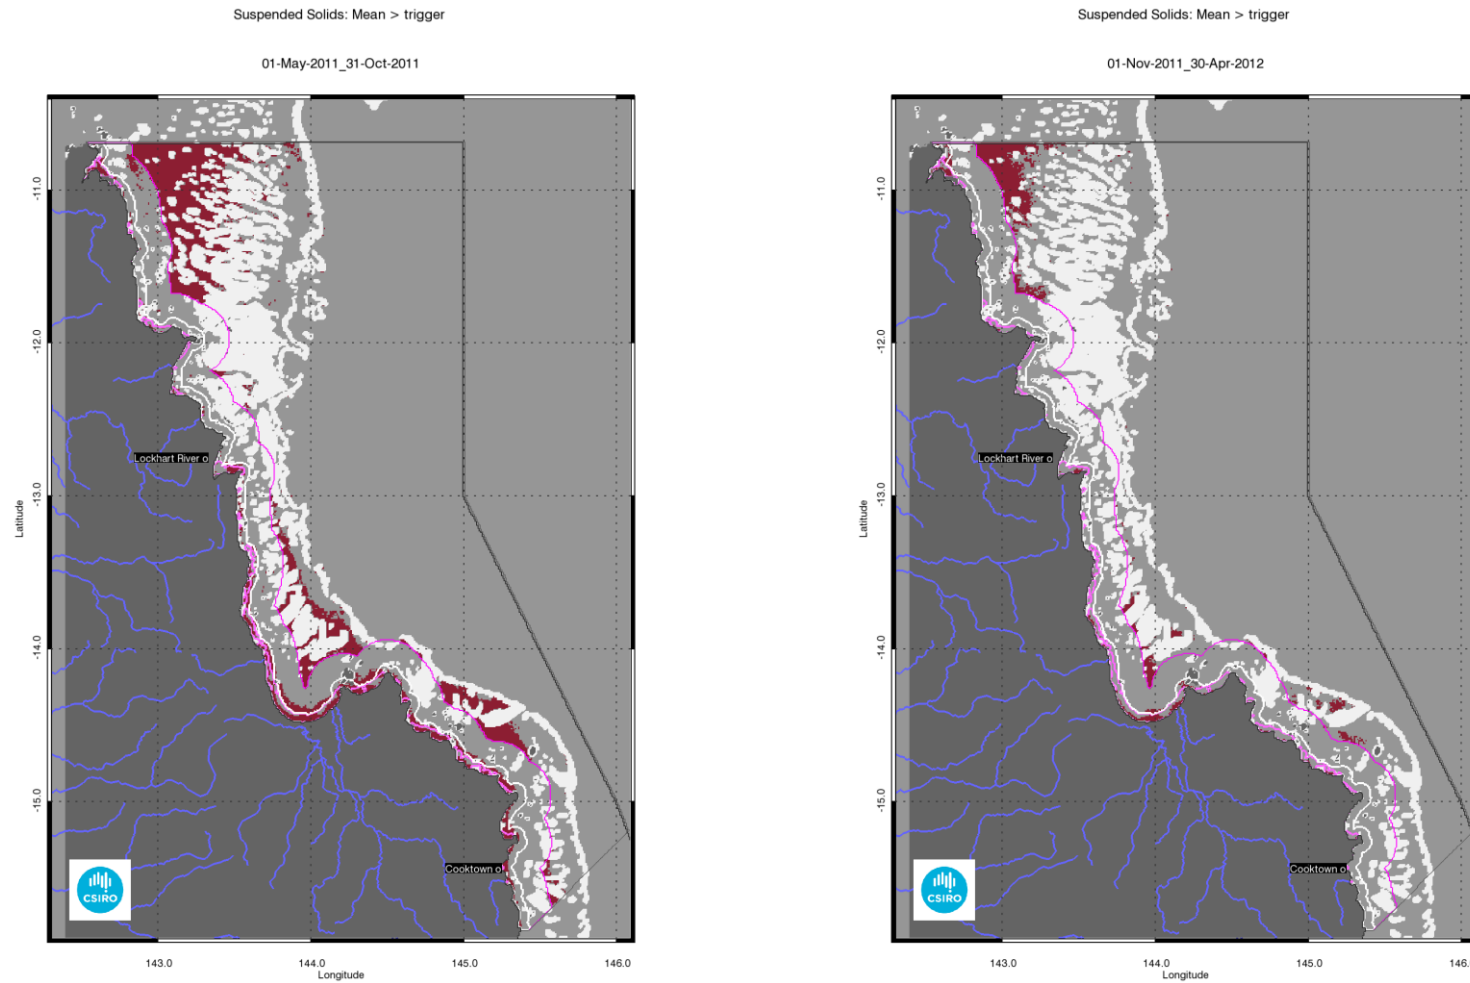 Suspended Solids: Mean > trigger
01-May-2011_31-Oct-2011
-11.0
-12.0
-13.0
-14.0
-15.0
Latitude
Lockhart River o
Cooktown o
CSIRO
143.0 144.0 145.0 146.0
Longitude
Suspended Solids: Mean > trigger
01-Nov-2011_30-Apr-2012
-11.0
-12.0
-13.0
-14.0
-15.0
Latitude
Lockhart River o
Cooktown o
CSIRO
143.0 144.0 145.0 146.
Longitude